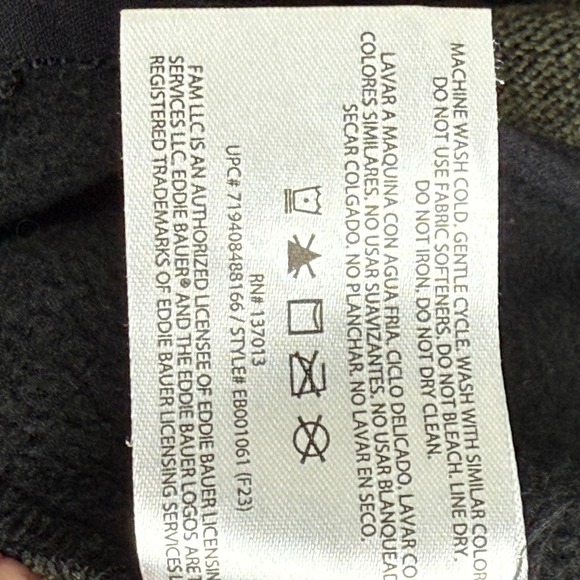 MACHINE WASH COLD. GENTLE CYCLE. WASH WITH SIMILAR COLOR
DO NOT USE FABRIC SOFTENERS. DO NOT BLEACH. LINE DRY.
DO NOT IRON. DO NOT DRY CLEAN.
LAVAR A MAQUINA CON AGUA FRIA. CICLO DELICADO. LAVAR CO
COLORES SIMILARES. NO USAR SUAVIZANTES. NO USAR BLANQUEAD
SECAR COLGADO. NO PLANCHAR. NO LAVAR EN SECO.
RN# 137013
UPC# 719408488166 / STYLE# EB001061 (F23)
FAM LLC IS AN AUTHORIZED LICENSEE OF EDDIE BAUER LICENSIN
SERVICES LLC. EDDIE BAUER® AND THE EDDIE BAUER LOGOS ARE
REGISTERED TRADEMARKS OF EDDIE BAUER LICENSING SERVICES